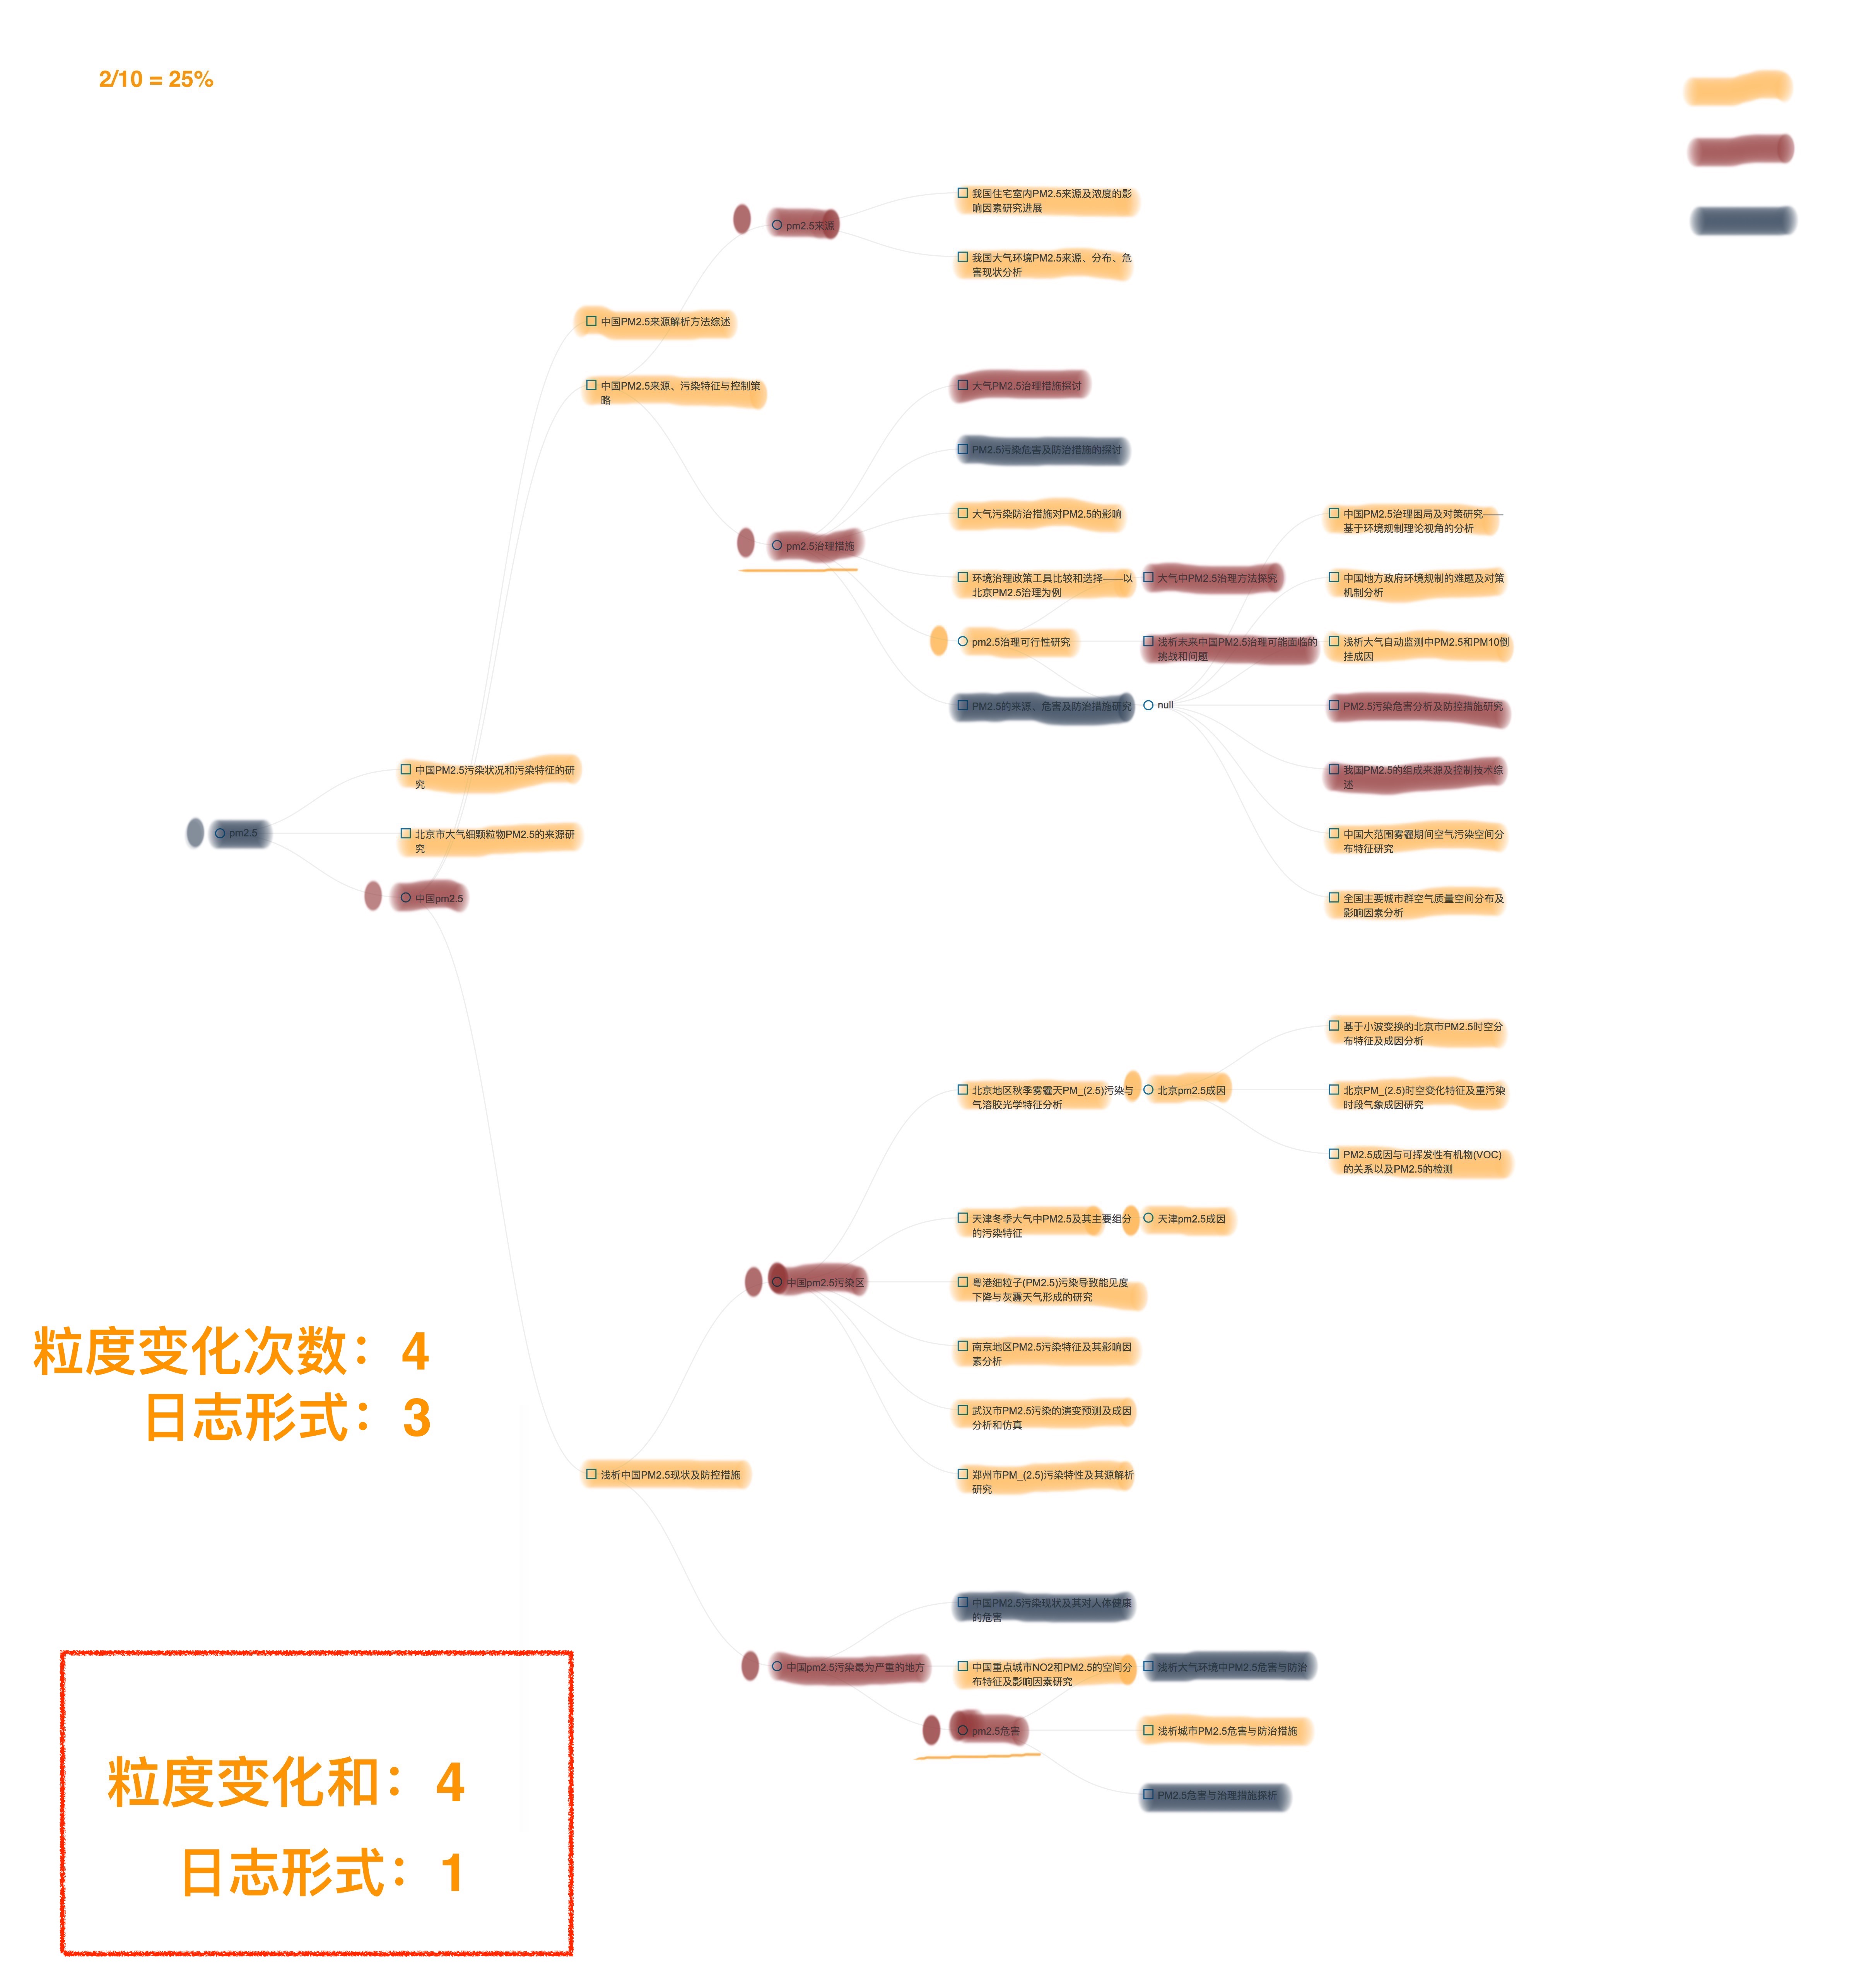 2/10 = 25%
我国住宅室内PM2.5来源及浓度的影
响因素研究进展
pm2.5来源
我国大气环境PM2.5来源、分布、危
害现状分析
中国PM2.5来源解析方法综述
中国PM2.5来源、污染特征与控制策
略
大气PM2.5治理措施探讨
PM2.5污染危害及防治措施的探讨
大气污染防治措施对PM2.5的影响
中国PM2.5治理困局及对策研究——
基于环境规制理论视角的分析
pm2.5治理措施
环境治理政策工具比较和选择——以
北京PM2.5治理为例
大气中PM2.5治理方法探究
中国地方政府环境规制的难题及对策
机制分析
pm2.5治理可行性研究
浅析未来中国PM2.5治理可能面临的
挑战和问题
浅析大气自动监测中PM2.5和PM10倒
挂成因
PM2.5的来源、危害及防治措施研究
null
PM2.5污染危害分析及防控措施研究
中国PM2.5污染状况和污染特征的研
究
我国PM2.5的组成来源及控制技术综
述
pm2.5
北京市大气细颗粒物PM2.5的来源研
究
中国大范围雾霾期间空气污染空间分
布特征研究
中国pm2.5
全国主要城市群空气质量空间分布及
影响因素分析
基于小波变换的北京市PM2.5时空分
布特征及成因分析
北京地区秋季雾霾天PM_(2.5)污染与
气溶胶光学特征分析
北京pm2.5成因
北京PM_(2.5)时空变化特征及重污染
时段气象成因研究
PM2.5成因与可挥发性有机物(VOC)
的关系以及PM2.5的检测
天津冬季大气中PM2.5及其主要组分
的污染特征
天津pm2.5成因
中国pm2.5污染区
粤港细粒子(PM2.5)污染导致能见度
下降与灰霾天气形成的研究
粒度变化次数：4
南京地区PM2.5污染特征及其影响因
素分析
日志形式：3
武汉市PM2.5污染的演变预测及成因
分析和仿真
浅析中国PM2.5现状及防控措施
郑州市PM_(2.5)污染特性及其源解析
研究
中国PM2.5污染现状及其对人体健康
的危害
中国pm2.5污染最为严重的地方
中国重点城市NO2和PM2.5的空间分
布特征及影响因素研究
浅析大气环境中PM2.5危害与防治
pm2.5危害
浅析城市PM2.5危害与防治措施
粒度变化和：4
PM2.5危害与治理措施探析
日志形式：1